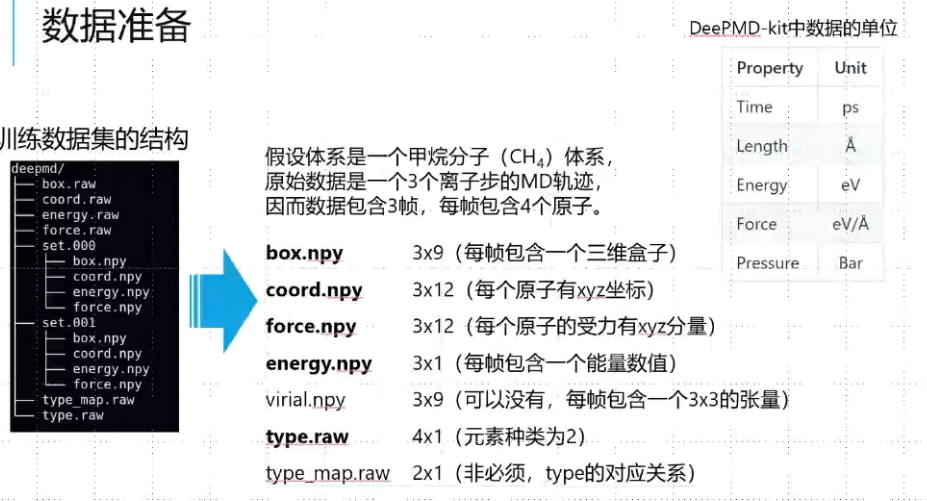 数据准备
DeePMD-kit中数据的单位
Property Unit
Time ps
Length Å
Energy eV
Force eV/Å
Pressure Bar
训练数据集的结构
deepmd/
├── box.raw
├── coord.raw
├── energy.raw
├── force.raw
├── set.000
│   ├── box.npy
│   ├── coord.npy
│   ├── energy.npy
│   └── force.npy
├── set.001
│   ├── box.npy
│   ├── coord.npy
│   ├── energy.npy
│   └── force.npy
├── type_map.raw
└── type.raw
假设体系是一个甲烷分子（CH₄）体系，
原始数据是一个3个离子步的MD轨迹，
因而数据包含3帧，每帧包含4个原子。
box.npy 3x9（每帧包含一个三维盒子）
coord.npy 3x12（每个原子有xyz坐标）
force.npy 3x12（每个原子的受力有xyz分量）
energy.npy 3x1（每帧包含一个能量数值）
virial.npy 3x9（可以没有，每帧包含一个3x3的张量）
type.raw 4x1（元素种类为2）
type_map.raw 2x1（非必须，type的对应关系）